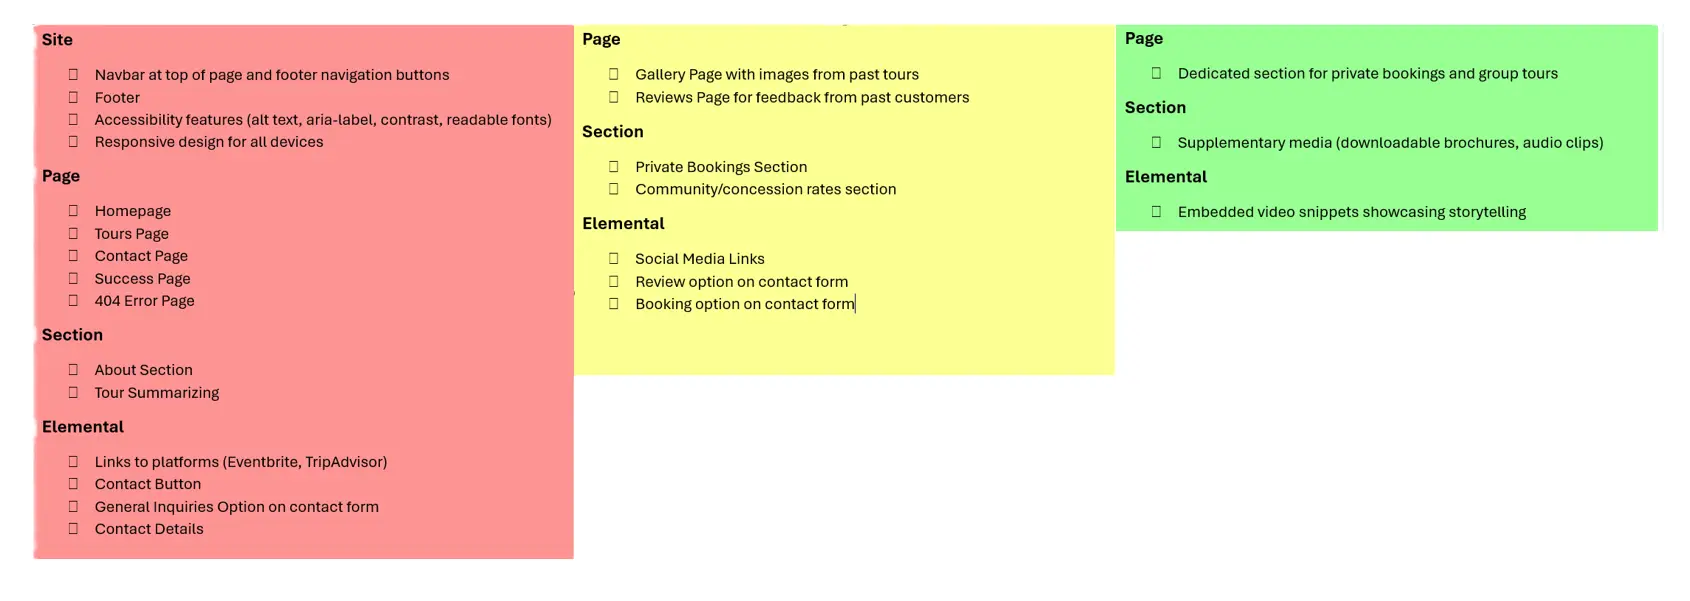 Site
Navbar at top of page and footer navigation buttons
Footer
Accessibility features (alt text, aria-label, contrast, readable fonts)
Responsive design for all devices
Page
Homepage
Tours Page
Contact Page
Success Page
404 Error Page
Section
About Section
Tour Summarizing
Elemental
Links to platforms (Eventbrite, TripAdvisor)
Contact Button
General Inquiries Option on contact form
Contact Details
Page
Gallery Page with images from past tours
Reviews Page for feedback from past customers
Section
Private Bookings Section
Community/concession rates section
Elemental
Social Media Links
Review option on contact form
Booking option on contact form
Page
Dedicated section for private bookings and group tours
Section
Supplementary media (downloadable brochures, audio clips)
Elemental
Embedded video snippets showcasing storytelling